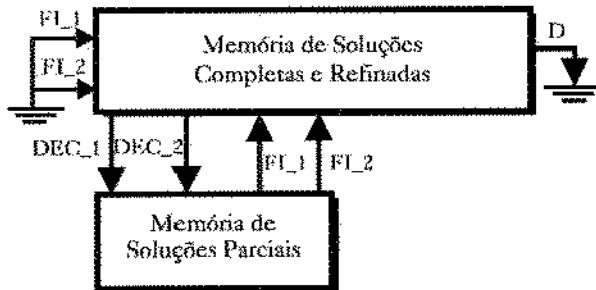 FI_1
D
Memória de Soluções
FI_2
Completas e Refinadas
DEC_1 DEC_2
FI_1 FI_2
Memória de
Soluções Parciais